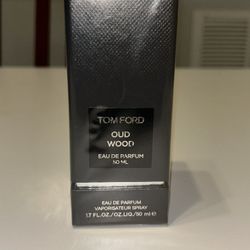 TOM FORD
OUD
WOOD
EAU DE PARFUM
50 ML
EAU DE PARFUM
VAPORISATEUR SPRAY
1.7 FL.OZ./OZ.LIQ./50 ml ℮